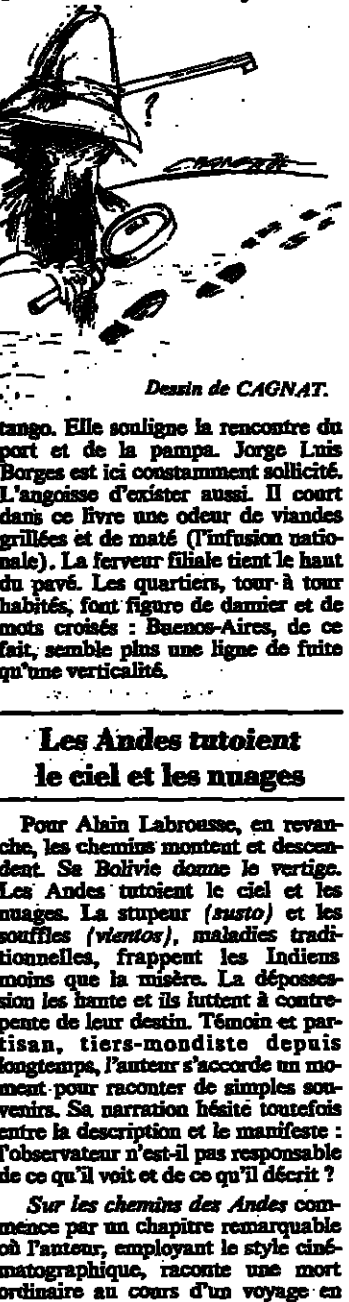 Dessin de CAGNAT.
tango. Elle souligne la rencontre du
port et de la pampa. Jorge Luis
Borges est ici constamment sollicité.
L'angoisse d'exister aussi. Il court
dans ce livre une odeur de viandes
grillées et de maté (l'infusion natio-
nale). La ferveur filiale tient le haut
du pavé. Les quartiers, tour à tour
habités, font figure de damier et de
mots croisés : Buenos-Aires, de ce
fait, semble plus une ligne de fuite
qu'une verticalité.
Les Andes tutoient
le ciel et les nuages
Pour Alain Labrousse, en revan-
che, les chemins montent et descen-
dent. Sa Bolivie donne le vertige.
Les Andes tutoient le ciel et les
nuages. La stupeur (susto) et les
souffles (vientos), maladies tradi-
tionnelles, frappent les Indiens
moins que la misère. La déposses-
sion les hante et ils luttent à contre-
pente de leur destin. Témoin et par-
tisan, tiers-mondiste depuis
longtemps, l'auteur s'accorde un mo-
ment pour raconter de simples sou-
venirs. Sa narration hésite toutefois
entre la description et le manifeste :
l'observateur n'est-il pas responsable
de ce qu'il voit et de ce qu'il décrit ?
Sur les chemins des Andes com-
mence par un chapitre remarquable
où l'auteur, employant le style ciné-
matographique, raconte une mort
ordinaire au cours d'un voyage en